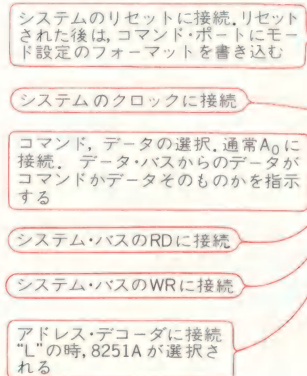 システムのリセットに接続.リセット
された後は,コマンド・ポートにモー
ド設定のフォーマットを書き込む
システムのクロックに接続
コマンド, データの選択.通常A₀に
接続. データ・バスからのデータが
コマンドかデータそのものかを指示
する
システム・バスのRDに接続
システム・バスのWRに接続
アドレス・デコーダに接続
“L”の時,8251Aが選択さ
れる